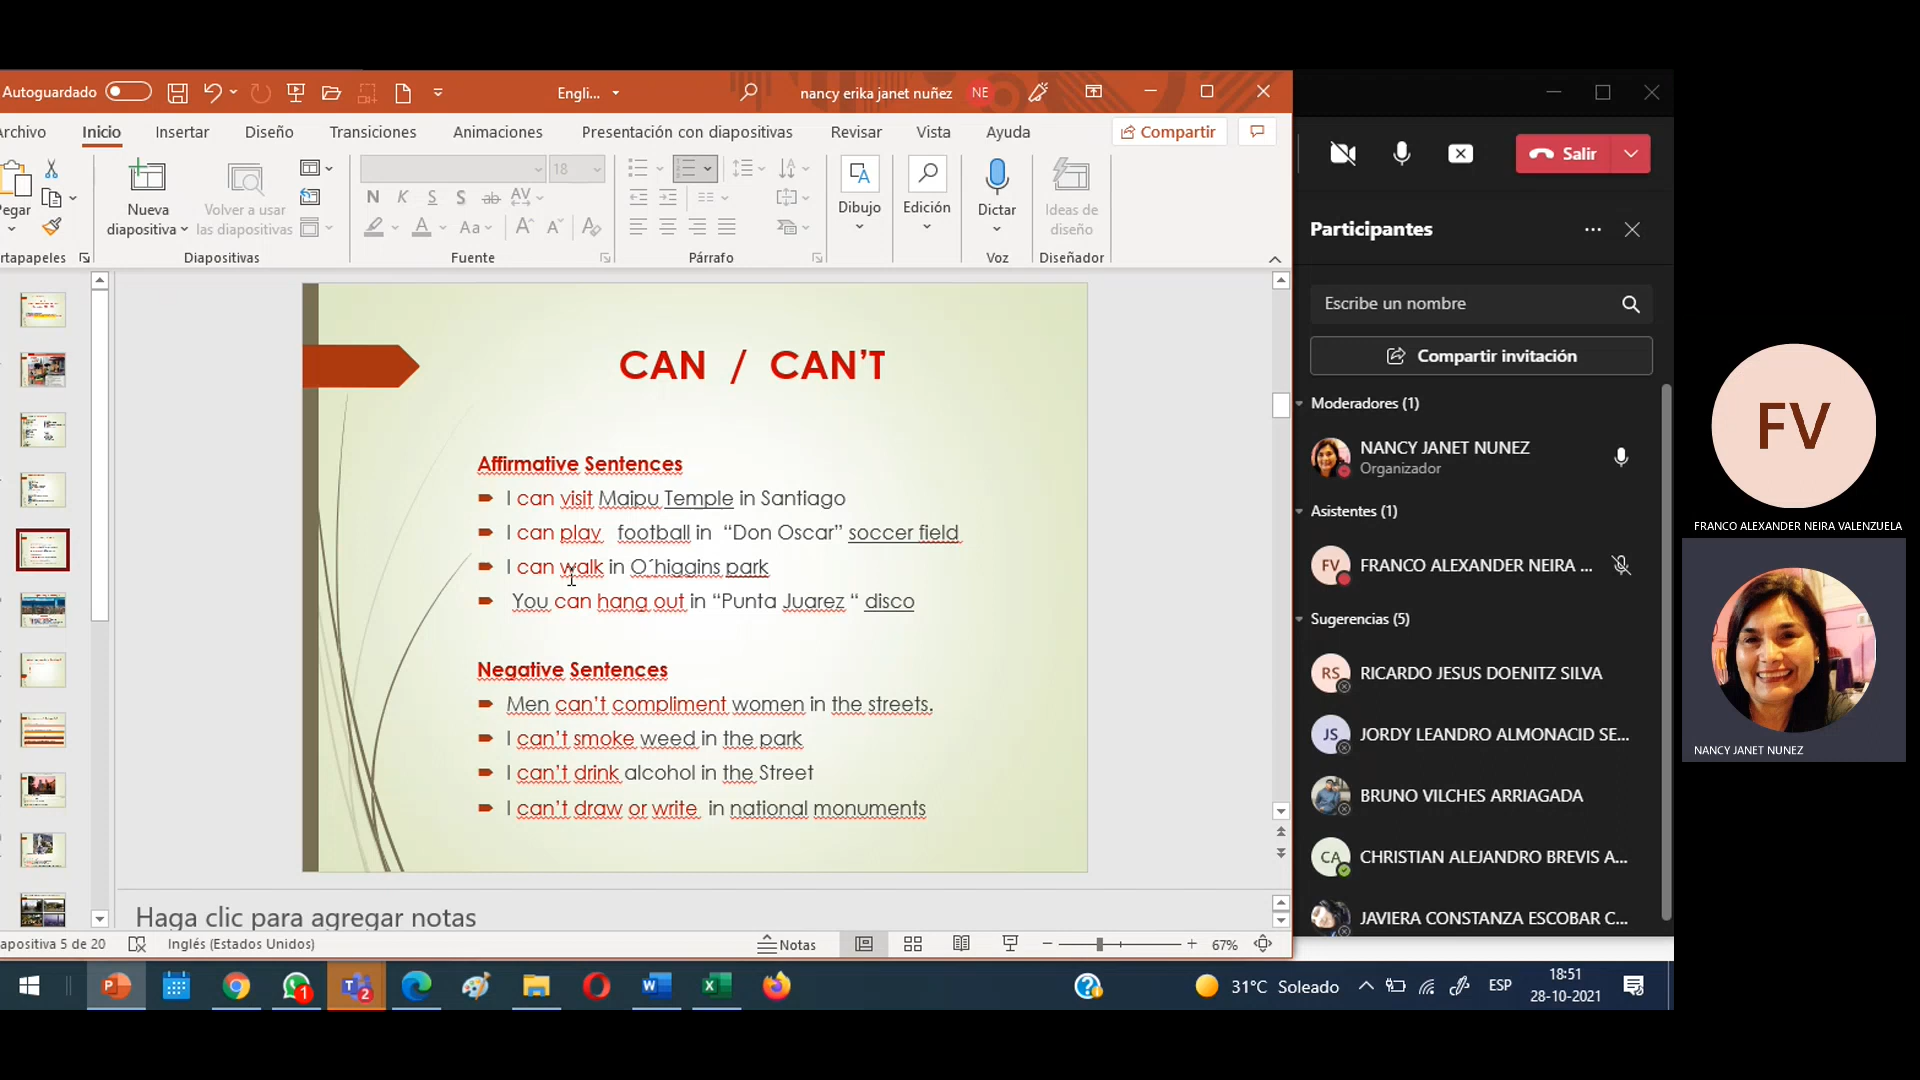 Autoguardado
Engli...
nancy erika janet nuñez
NE
Archivo
Inicio
Insertar
Diseño
Transiciones
Animaciones
Presentación con diapositivas
Revisar
Vista
Ayuda
Compartir
Pegar
Nueva
diapositiva
Volver a usar
las diapositivas
18
N K S S ab AV
A Aa A A A
Dibujo
Edición
Dictar
Ideas de
diseño
rtapapeles
Diapositivas
Fuente
Párrafo
Voz
Diseñador
CAN / CAN’T
Affirmative Sentences
I can visit Maipu Temple in Santiago
I can play football in “Don Oscar” soccer field
I can walk in O´higgins park
You can hang out in “Punta Juarez “ disco
Negative Sentences
Men can’t compliment women in the streets.
I can’t smoke weed in the park
I can’t drink alcohol in the Street
I can’t draw or write in national monuments
Haga clic para agregar notas
apositiva 5 de 20
Inglés (Estados Unidos)
Notas
67%
Salir
Participantes
Escribe un nombre
Compartir invitación
Moderadores (1)
NANCY JANET NUNEZ
Organizador
Asistentes (1)
FV
FRANCO ALEXANDER NEIRA ...
Sugerencias (5)
RS
RICARDO JESUS DOENITZ SILVA
JS
JORDY LEANDRO ALMONACID SE...
BRUNO VILCHES ARRIAGADA
CA
CHRISTIAN ALEJANDRO BREVIS A...
JAVIERA CONSTANZA ESCOBAR C...
FV
FRANCO ALEXANDER NEIRA VALENZUELA
NANCY JANET NUNEZ
P
1
T
2
W
X
31°C Soleado
ESP
18:51
28-10-2021